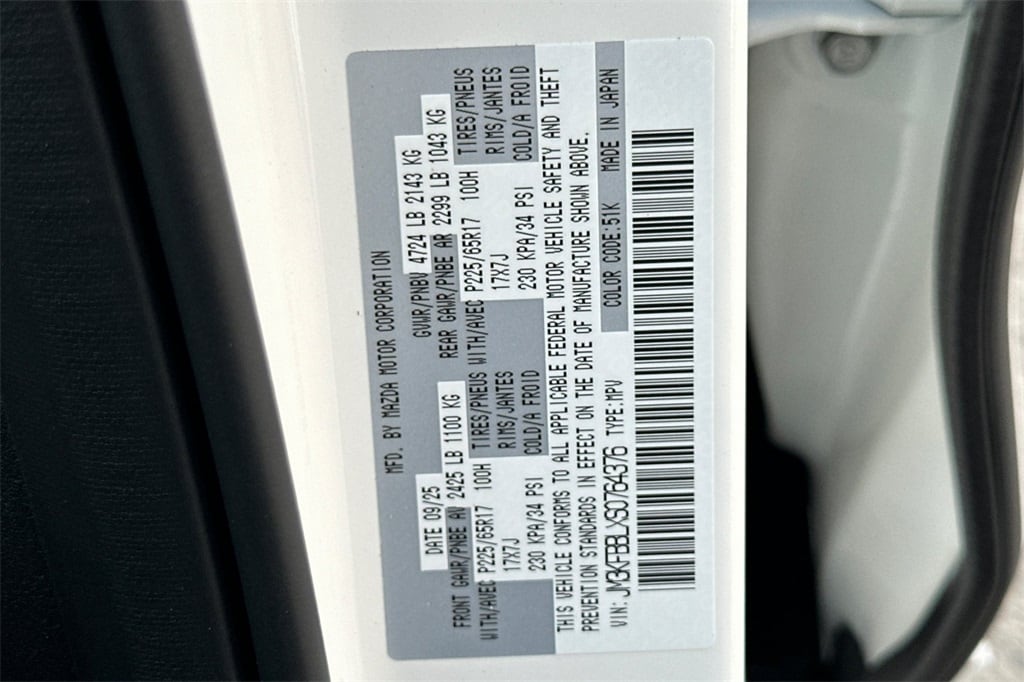 MFD. BY MAZDA MOTOR CORPORATION
DATE 09/25 GVWR/PNBV 4724 LB 2143 KG
FRONT GAWR/PNBE AV 2425 LB 1100 KG REAR GAWR/PNBE AR 2299 LB 1043 KG
WITH/AVEC P225/65R17 100H TIRES/PNEUS WITH/AVEC P225/65R17 100H TIRES/PNEUS
17X7J RIMS/JANTES 17X7J RIMS/JANTES
230 KPA/34 PSI COLD/A FROID 230 KPA/34 PSI COLD/A FROID
THIS VEHICLE CONFORMS TO ALL APPLICABLE FEDERAL MOTOR VEHICLE SAFETY AND THEFT
PREVENTION STANDARDS IN EFFECT ON THE DATE OF MANUFACTURE SHOWN ABOVE.
VIN: JM3KFBBLXS0764376 TYPE:MPV COLOR CODE:51K MADE IN JAPAN